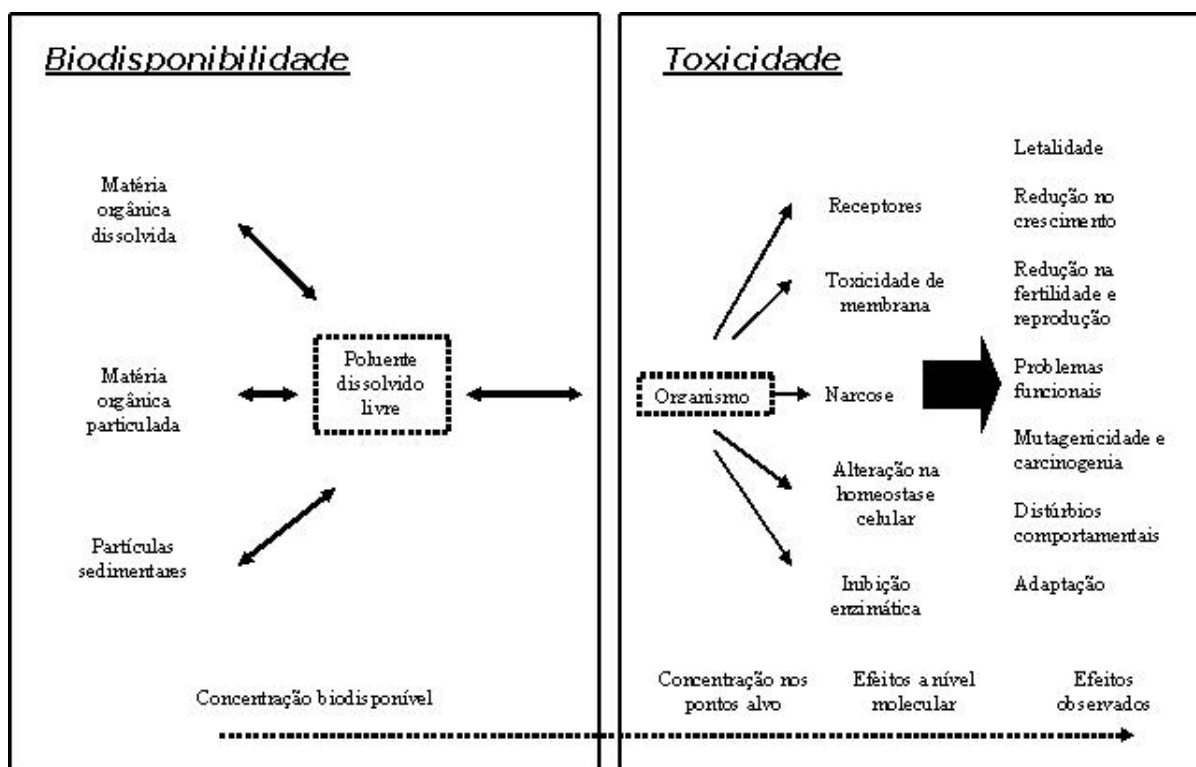 Biodisponibilidade
Matéria
orgânica
dissolvida
Matéria
orgânica
particulada
Partículas
sedimentares
Poluente
dissolvido
livre
Concentração biodisponível
Toxicidade
Organismo
Receptores
Toxicidade de
membrana
Narcose
Alteração na
homeostase
celular
Inibição
enzimática
Letalidade
Redução no
crescimento
Redução na
fertilidade e
reprodução
Problemas
funcionais
Mutagenicidade e
carcinogenia
Distúrbios
comportamentais
Adaptação
Concentração nos
pontos alvo
Efeitos a nível
molecular
Efeitos
observados